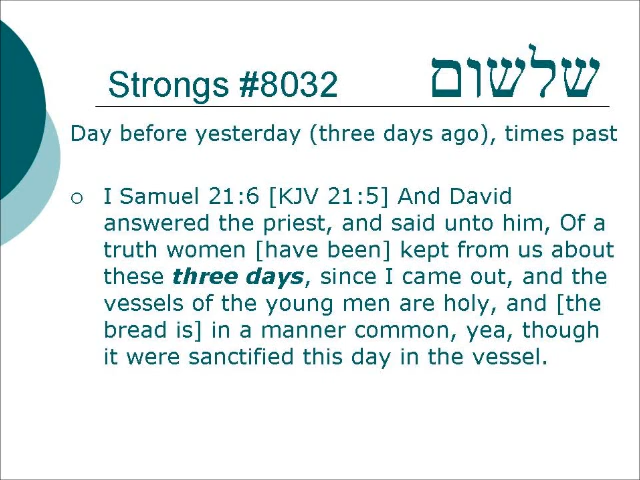 Strongs #8032 שלשום
Day before yesterday (three days ago), times past
I Samuel 21:6 [KJV 21:5] And David
answered the priest, and said unto him, Of a
truth women [have been] kept from us about
these three days, since I came out, and the
vessels of the young men are holy, and [the
bread is] in a manner common, yea, though
it were sanctified this day in the vessel.